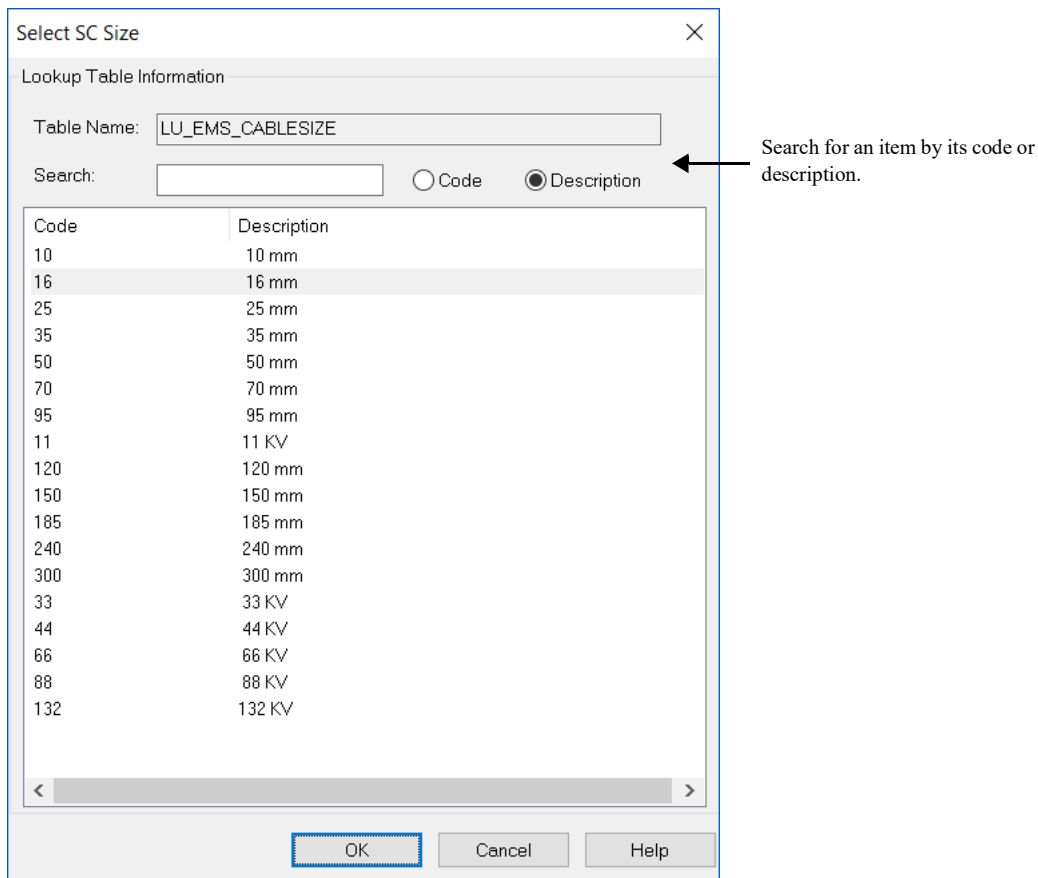 Select SC Size
Lookup Table Information
Table Name: LU_EMS_CABLESIZE
Search: Code Description
Search for an item by its code or
description.
Code Description
10 10 mm
16 16 mm
25 25 mm
35 35 mm
50 50 mm
70 70 mm
95 95 mm
11 11 KV
120 120 mm
150 150 mm
185 185 mm
240 240 mm
300 300 mm
33 33 KV
44 44 KV
66 66 KV
88 88 KV
132 132 KV
OK Cancel Help